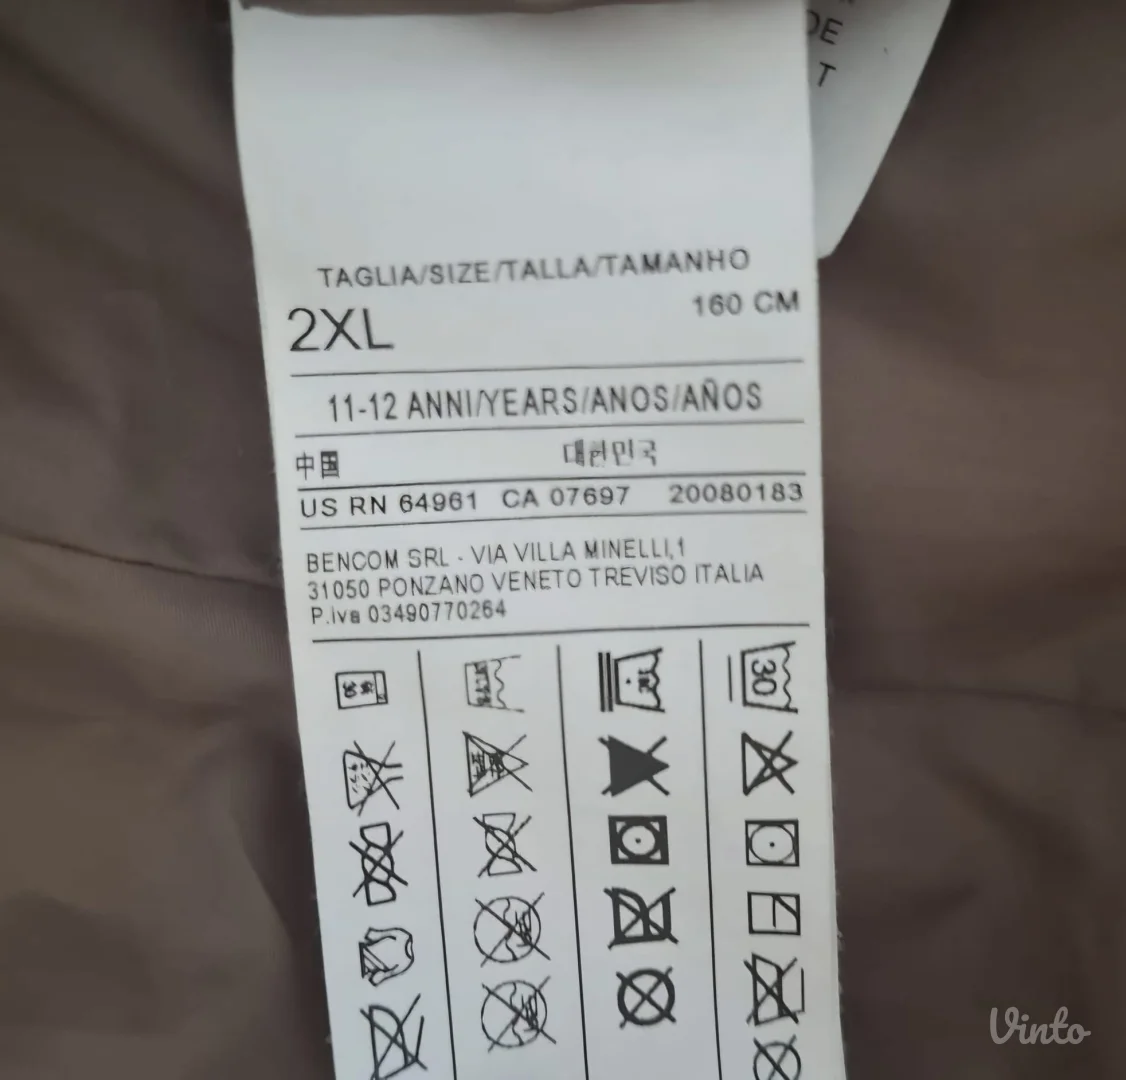 DE
T
TAGLIA/SIZE/TALLA/TAMANHO
2XL 160 CM
11-12 ANNI/YEARS/ANOS/AÑOS
中国 대한민국
US RN 64961 CA 07697 20080183
BENCOM SRL - VIA VILLA MINELLI,1
31050 PONZANO VENETO TREVISO ITALIA
P.iva 03490770264
30
Vinto